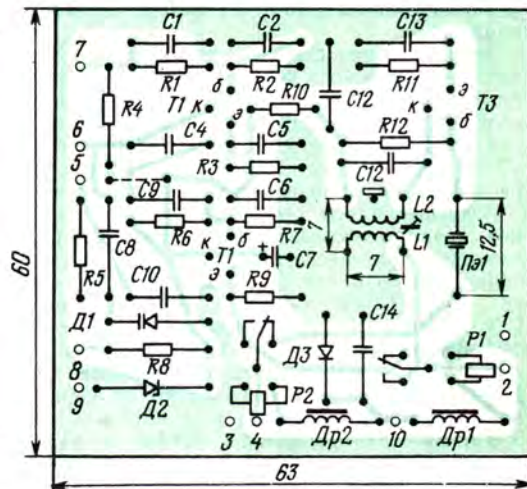 C1 C2 C13
7 R1 б R2 R11 э
R4 T1 к R10 C12 к T3
э б
6 C4 C5 R12
5 R3 C12
C9 C6 L2
R6 б R7 7 L1 12,5
R5 C8 к + Пэ1
T1 C7 7
C10 э R9 C14
Д1 1
8 R8 Д3 P1
2
9 Д2 P2
3 4 Др2 10 Др1
60
63